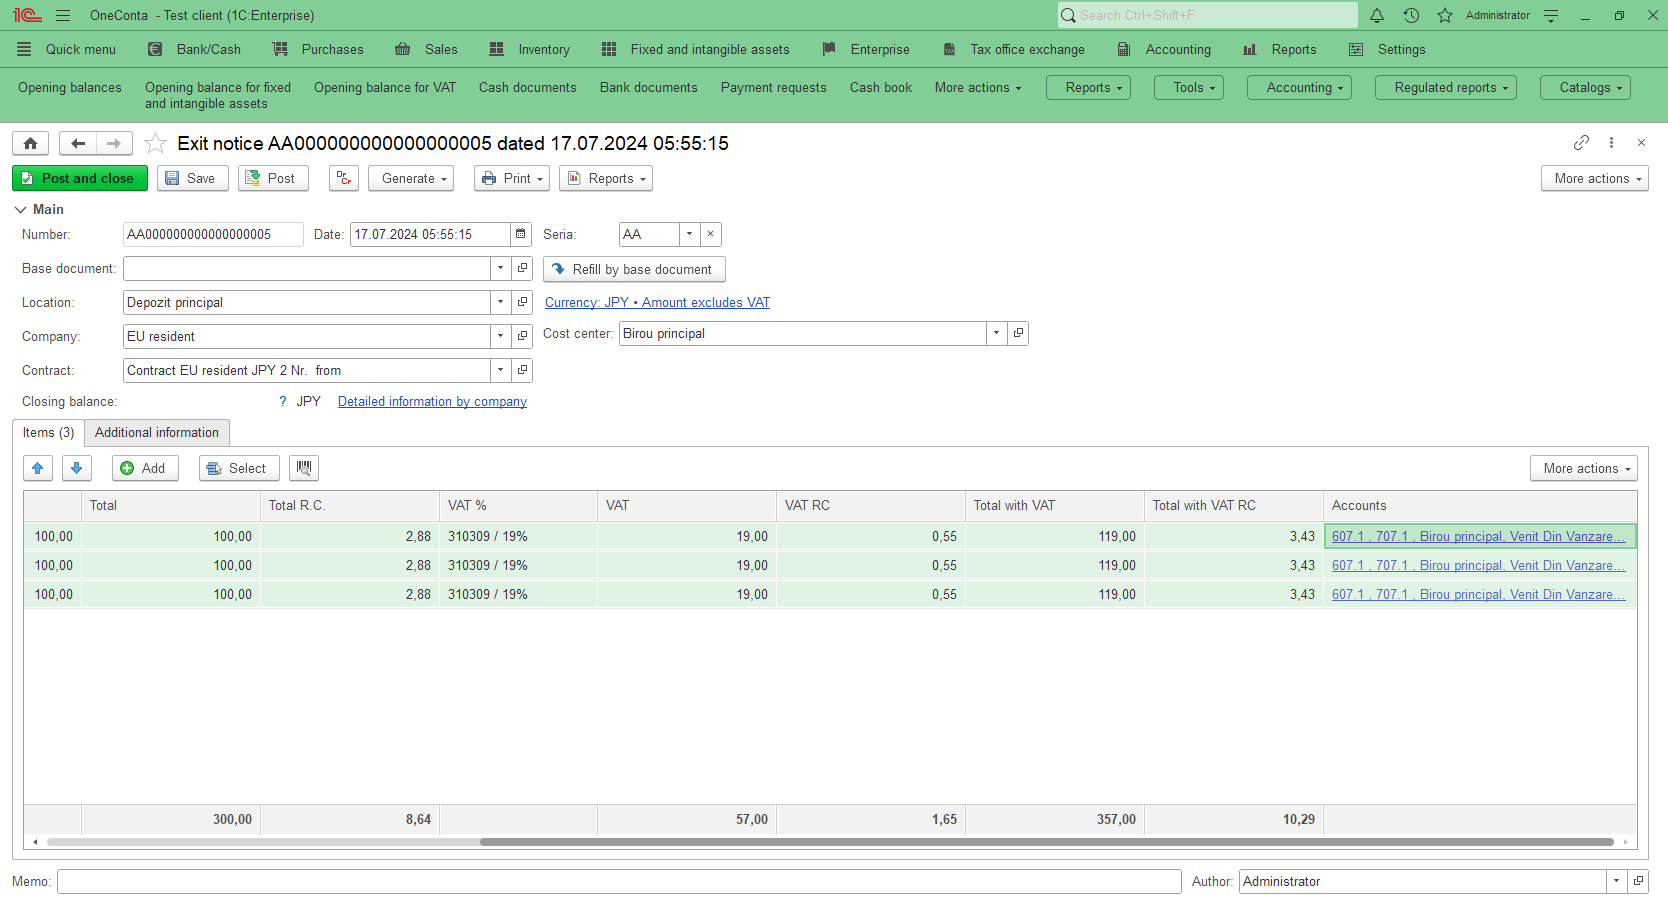 OneConta - Test client (1C:Enterprise)
Search Ctrl+Shift+F
Administrator
Quick menu
Bank/Cash
Purchases
Sales
Inventory
Fixed and intangible assets
Enterprise
Tax office exchange
Accounting
Reports
Settings
Opening balances
Opening balance for fixed
and intangible assets
Opening balance for VAT
Cash documents
Bank documents
Payment requests
Cash book
More actions
Reports
Tools
Accounting
Regulated reports
Catalogs
Exit notice AA000000000000000005 dated 17.07.2024 05:55:15
Post and close
Save
Post
Dr
Cr
Generate
Print
Reports
More actions
Main
Number: AA000000000000000005
Date: 17.07.2024 05:55:15
Seria: AA
Base document:
Refill by base document
Location: Depozit principal
Currency: JPY • Amount excludes VAT
Company: EU resident
Cost center: Birou principal
Contract: Contract EU resident JPY 2 Nr. from
Closing balance: ? JPY Detailed information by company
Items (3)
Additional information
Add
Select
More actions
Total Total R.C. VAT % VAT VAT RC Total with VAT Total with VAT RC Accounts
100,00 100,00 2,88 310309 / 19% 19,00 0,55 119,00 3,43 607.1 , 707.1 , Birou principal, Venit Din Vanzare...
100,00 100,00 2,88 310309 / 19% 19,00 0,55 119,00 3,43 607.1 , 707.1 , Birou principal, Venit Din Vanzare...
100,00 100,00 2,88 310309 / 19% 19,00 0,55 119,00 3,43 607.1 , 707.1 , Birou principal, Venit Din Vanzare...
300,00 8,64 57,00 1,65 357,00 10,29
Memo:
Author: Administrator